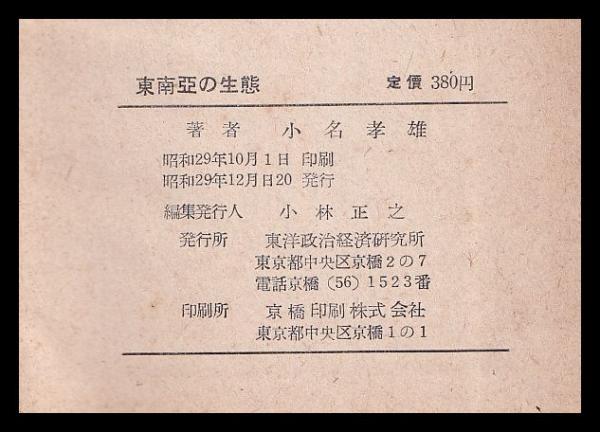 東南亞の生態 定價 380円
著者 小名孝雄
昭和29年10月1日 印刷
昭和29年12月日20 発行
編集発行人 小林正之
発行所 東洋政治経済研究所
東京都中央区京橋2の7
電話京橋 (56) 1523番
印刷所 京橋印刷株式会社
東京都中央区京橋1の1